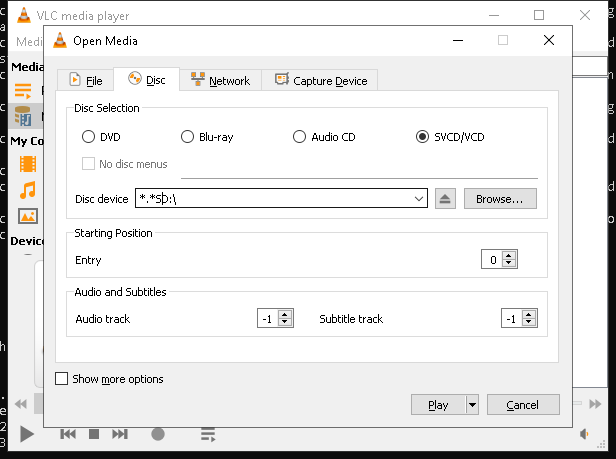 VLC media player
Medi
Open Media
File
Disc
Network
Capture Device
Media
My Co
Device
Disc Selection
DVD
Blu-ray
Audio CD
SVCD/VCD
No disc menus
Disc device
*.*SD:\
Browse...
Starting Position
Entry
0
Audio and Subtitles
Audio track
-1
Subtitle track
-1
Show more options
Play
Cancel